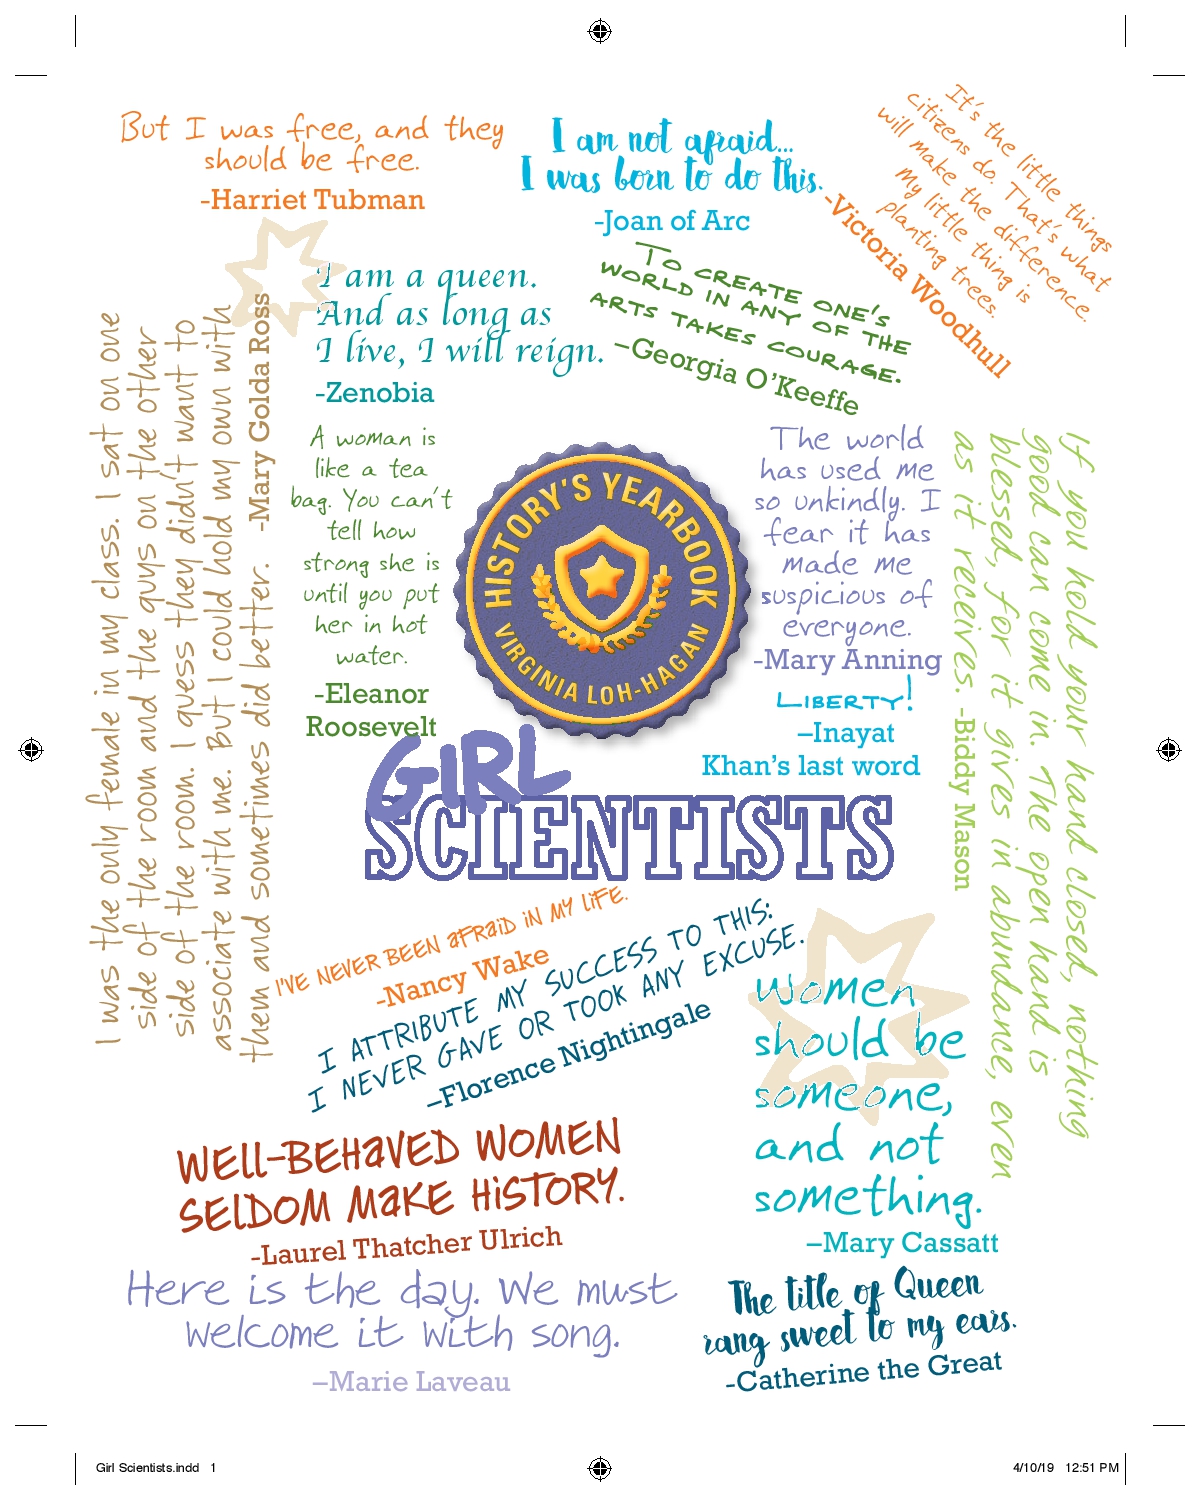 But I was free, and they
should be free.
-Harriet Tubman
I am not afraid...
I was born to do this.
-Joan of Arc
It's the little things
citizens do. That's what
will make the difference.
My little thing is
planting trees.
-Victoria Woodhull
I am a queen.
And as long as
I live, I will reign.
-Zenobia
TO CREATE ONE'S
WORLD IN ANY OF THE
ARTS TAKES COURAGE.
–Georgia O'Keeffe
I was the only female in my class. I sat on one
side of the room and the guys on the other
side of the room. I guess they didn't want to
associate with me. But I could hold my own with
them and sometimes did better. -Mary Golda Ross
A woman is
like a tea
bag. You can't
tell how
strong she is
until you put
her in hot
water.
-Eleanor
Roosevelt
HISTORY'S YEARBOOK
VIRGINIA LOH-HAGAN
The world
has used me
so unkindly. I
fear it has
made me
suspicious of
everyone.
-Mary Anning
LIBERTY!
–Inayat
Khan's last word
If you hold your hand closed, nothing
good can come in. The open hand is
blessed, for it gives in abundance, even
as it receives. -Biddy Mason
GIRL
SCIENTISTS
I'VE NEVER BEEN AFRAID IN MY LIFE.
-Nancy Wake
I ATTRIBUTE MY SUCCESS TO THIS:
I NEVER GAVE OR TOOK ANY EXCUSE.
–Florence Nightingale
Women
should be
someone,
and not
something.
–Mary Cassatt
WELL-BEHAVED WOMEN
SELDOM MAKE HISTORY.
-Laurel Thatcher Ulrich
Here is the day. We must
welcome it with song.
–Marie Laveau
The title of Queen
rang sweet to my ears.
-Catherine the Great
Girl Scientists.indd 1
4/10/19 12:51 PM